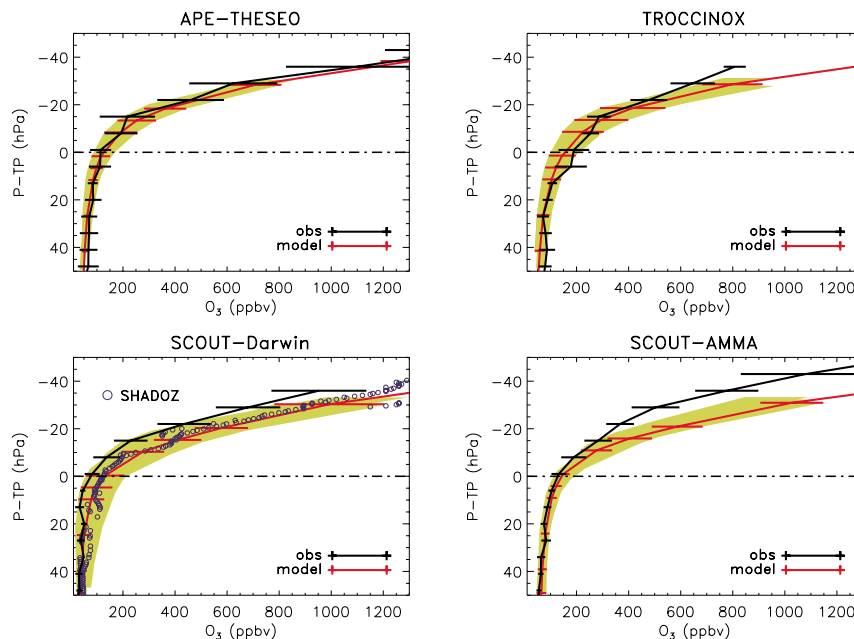 APE-THESEO
P-TP (hPa)
-40
-20
0
20
40
obs
model
200 400 600 800 1000 1200
O₃ (ppbv)
TROCCINOX
P-TP (hPa)
-40
-20
0
20
40
obs
model
200 400 600 800 1000 1200
O₃ (ppbv)
SCOUT-Darwin
P-TP (hPa)
-40
-20
0
20
40
SHADOZ
obs
model
200 400 600 800 1000 1200
O₃ (ppbv)
SCOUT-AMMA
P-TP (hPa)
-40
-20
0
20
40
obs
model
200 400 600 800 1000 1200
O₃ (ppbv)